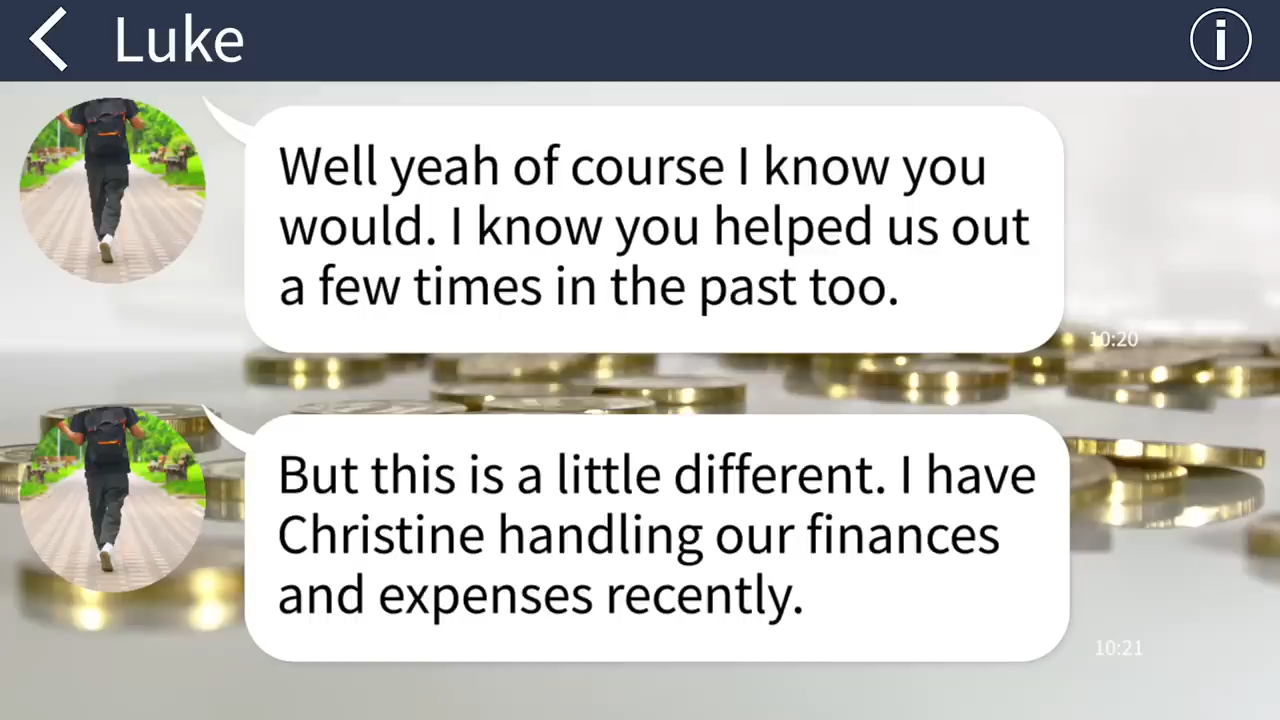 Luke
Well yeah of course I know you
would. I know you helped us out
a few times in the past too.
10:20
But this is a little different. I have
Christine handling our finances
and expenses recently.
10:21